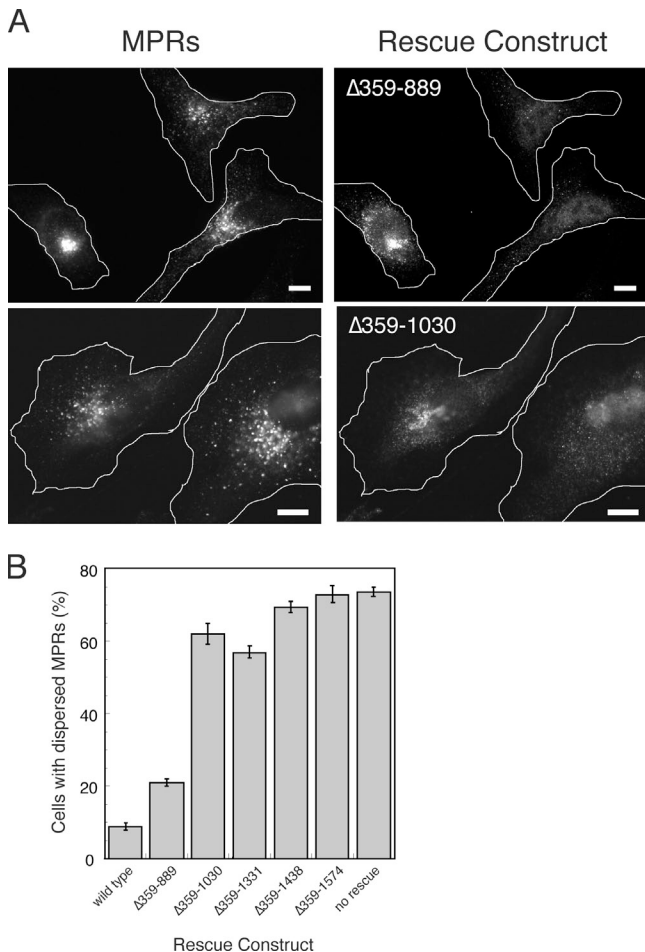 A
MPRs
Rescue Construct
Δ359-889
Δ359-1030
B
Cells with dispersed MPRs (%)
80
60
40
20
0
wild type
Δ359-889
Δ359-1030
Δ359-1331
Δ359-1438
Δ359-1574
no rescue
Rescue Construct